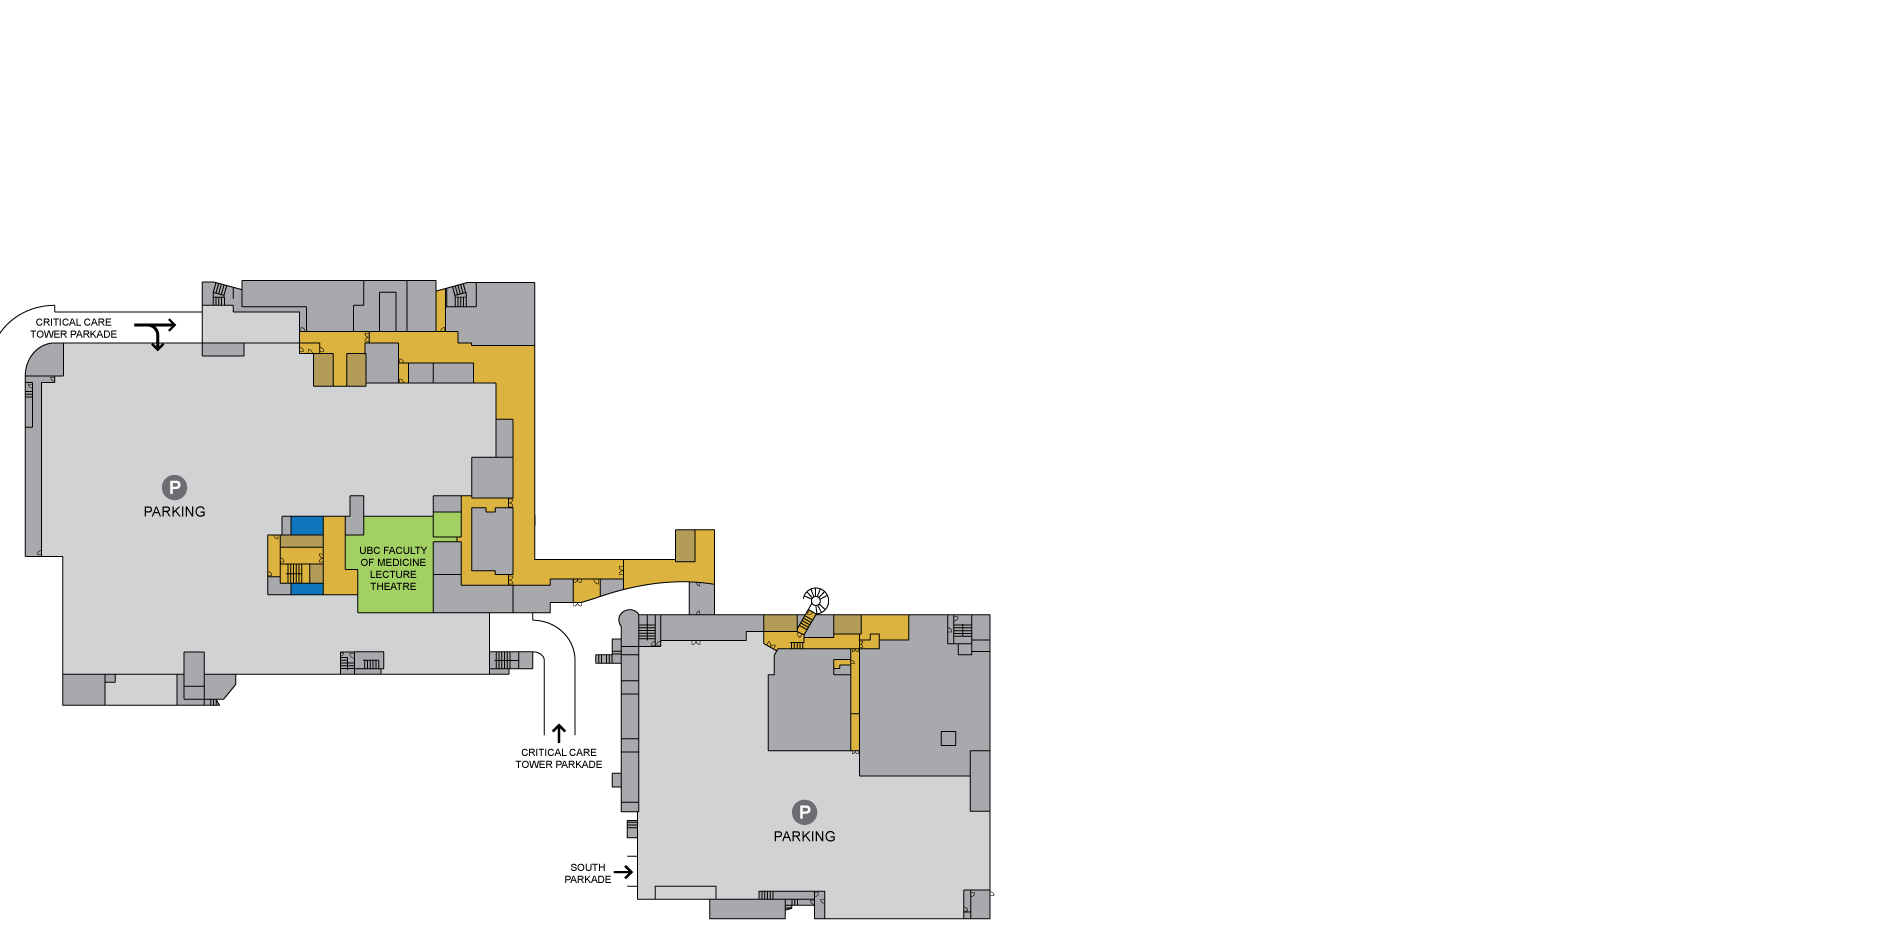 CRITICAL CARE
TOWER PARKADE
P
PARKING
UBC FACULTY
OF MEDICINE
LECTURE
THEATRE
CRITICAL CARE
TOWER PARKADE
P
PARKING
SOUTH
PARKADE